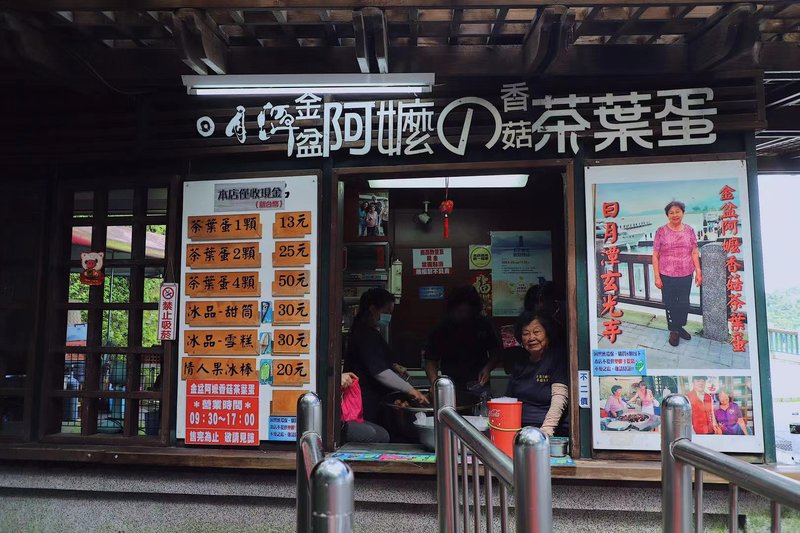 日月潭金盆阿嬤の香菇茶葉蛋
本店僅收現金
茶葉蛋1顆 13元
茶葉蛋2顆 25元
茶葉蛋4顆 50元
冰品-甜筒 30元
冰品-雪糕 30元
情人果冰棒 20元
金盆阿嬤香菇茶葉蛋
*營業時間*
09:30~17:00
售完為止 敬請見諒
禁止吸菸
不二價
金盆阿嬤香菇茶葉蛋
日月潭玄光寺